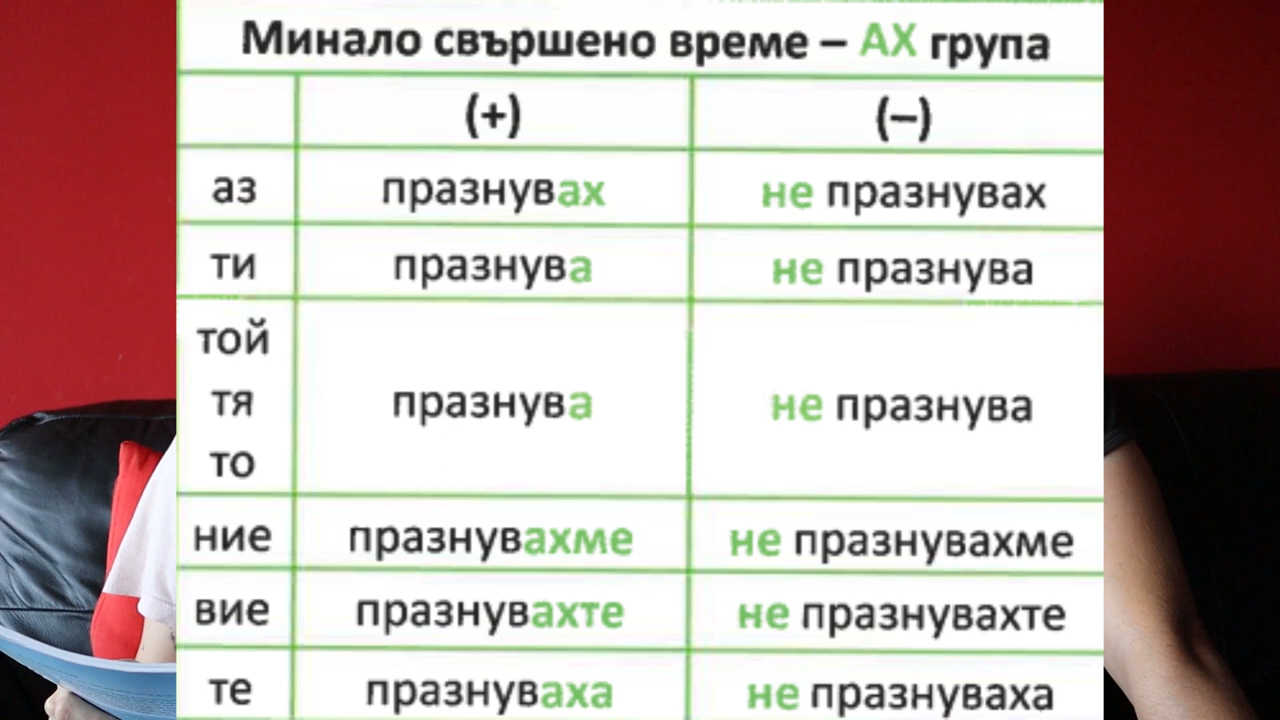 Минало свършено време – АХ група
(+) (–)
аз празнувах не празнувах
ти празнува не празнува
той
тя празнува не празнува
то
ние празнувахме не празнувахме
вие празнувахте не празнувахте
те празнуваха не празнуваха